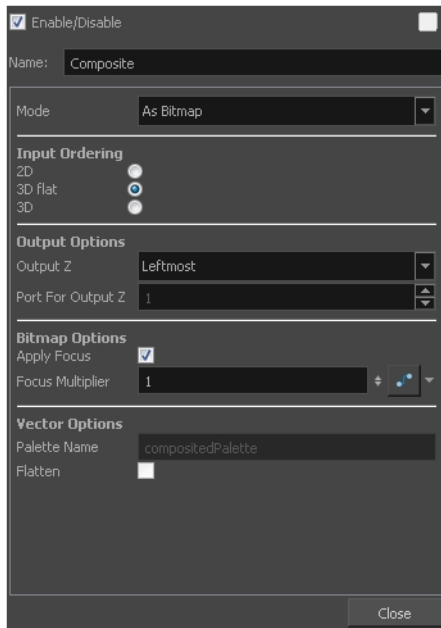 Enable/Disable
Name: Composite
Mode As Bitmap
Input Ordering
2D
3D flat
3D
Output Options
Output Z Leftmost
Port For Output Z 1
Bitmap Options
Apply Focus
Focus Multiplier 1
Vector Options
Palette Name compositedPalette
Flatten
Close